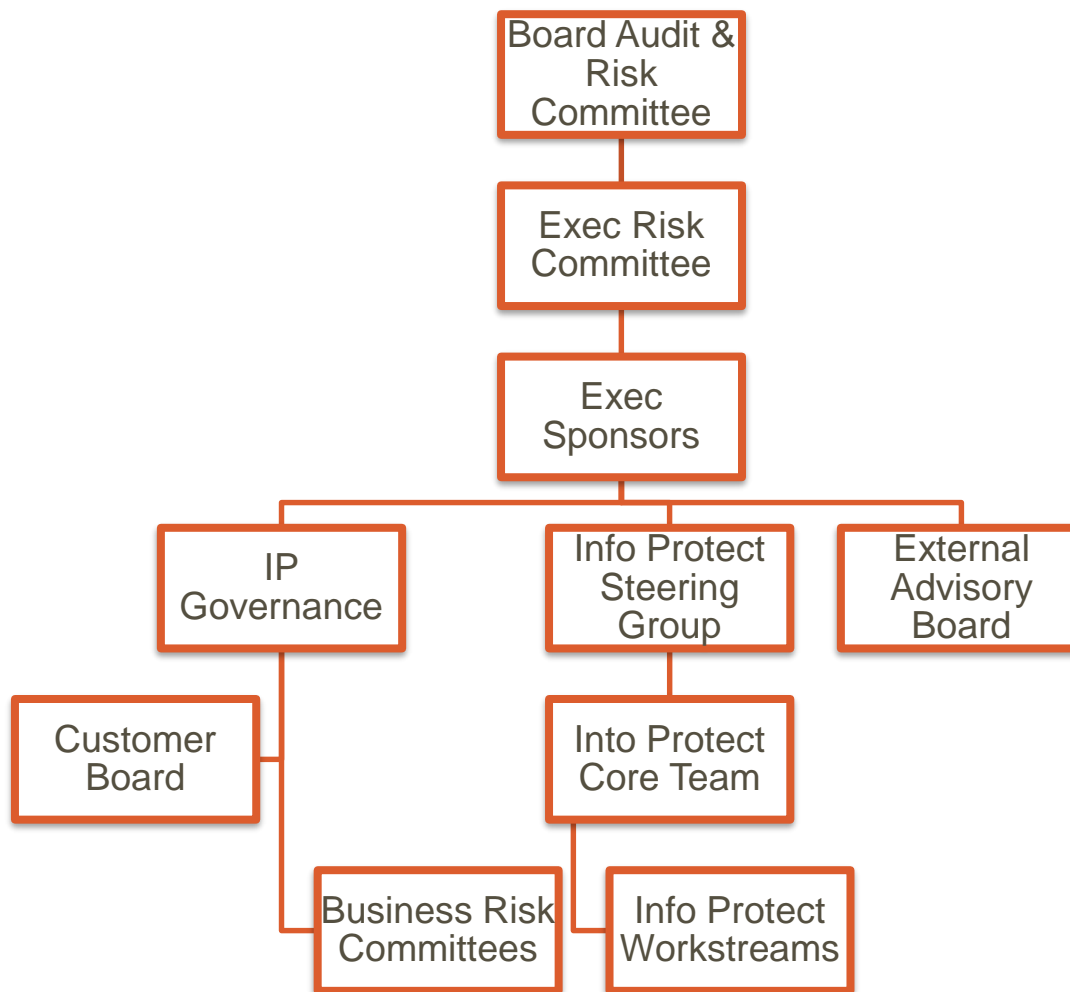 Board Audit &
Risk
Committee
Exec Risk
Committee
Exec
Sponsors
IP
Governance
Info Protect
Steering
Group
External
Advisory
Board
Customer
Board
Into Protect
Core Team
Business Risk
Committees
Info Protect
Workstreams